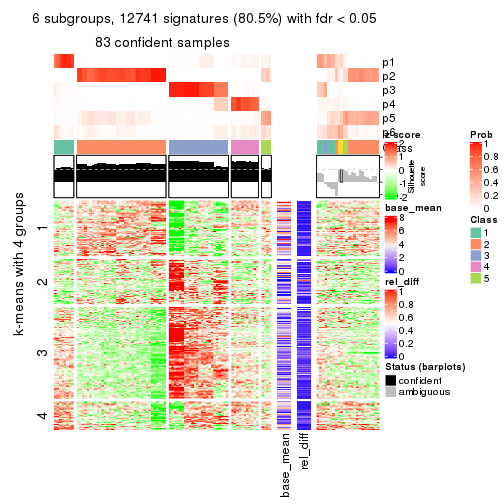 6 subgroups, 12741 signatures (80.5%) with fdr < 0.05
83 confident samples
p1
p2
p3
p4
p5
p6
Class
z_score
2
1
0
-1
-2
Silhouette
score
Prob
1
0.8
0.6
0.4
0.2
0
base_mean
8
6
4
2
0
Class
1
2
3
4
5
rel_diff
1
0.8
0.6
0.4
0.2
0
Status (barplots)
confident
ambiguous
k-means with 4 groups
1
2
3
4
base_mean
rel_diff